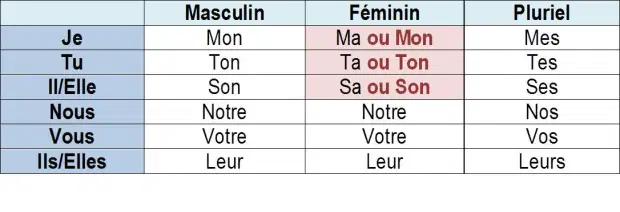 Masculin Féminin Pluriel
Je Mon Ma ou Mon Mes
Tu Ton Ta ou Ton Tes
Il/Elle Son Sa ou Son Ses
Nous Notre Notre Nos
Vous Votre Votre Vos
Ils/Elles Leur Leur Leurs